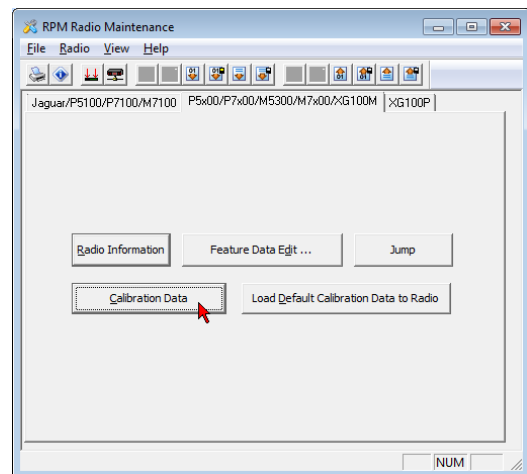 RPM Radio Maintenance
File Radio View Help
Jaguar/P5100/P7100/M7100 P5x00/P7x00/M5300/M7x00/XG100M XG100P
Radio Information Feature Data Edit ... Jump
Calibration Data Load Default Calibration Data to Radio
NUM